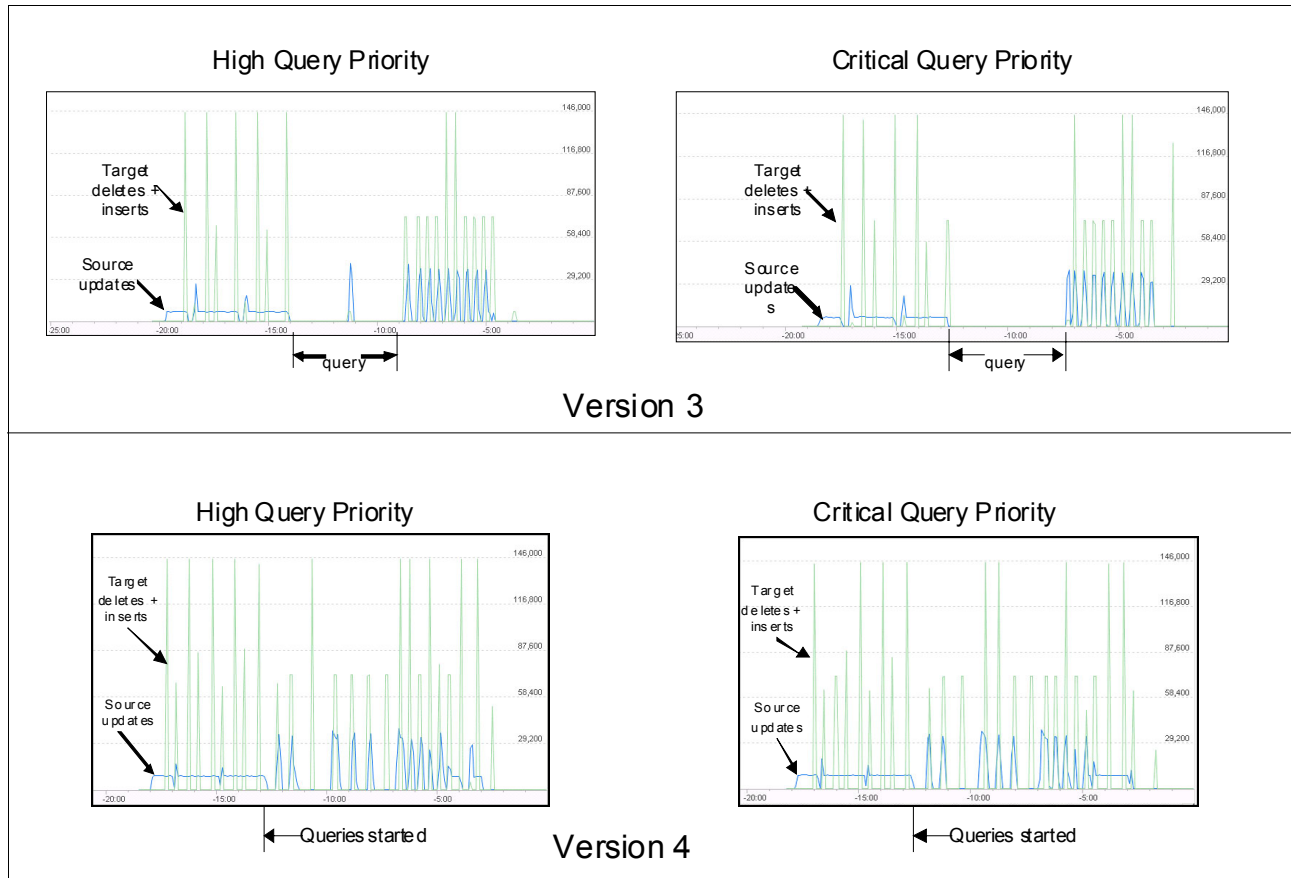 High Query Priority
Critical Query Priority
146,000
116,800
87,600
58,400
29,200
Target
deletes +
inserts
Source
updates
25:00
-20:00
-15:00
-10:00
-5:00
query
146,000
116,800
87,600
58,400
29,200
Target
deletes +
inserts
Source
update
s
5:00
-20:00
-15:00
-10:00
-5:00
query
Version 3
High Query Priority
Critical Query Priority
146,000
116,800
87,600
58,400
29,200
Target
deletes +
inserts
Source
updates
-20:00
-15:00
-10:00
-5:00
Queries started
146,000
116,800
87,600
58,400
29,200
Target
deletes +
inserts
Source
updates
-20:00
-15:00
-10:00
-5:00
Queries started
Version 4